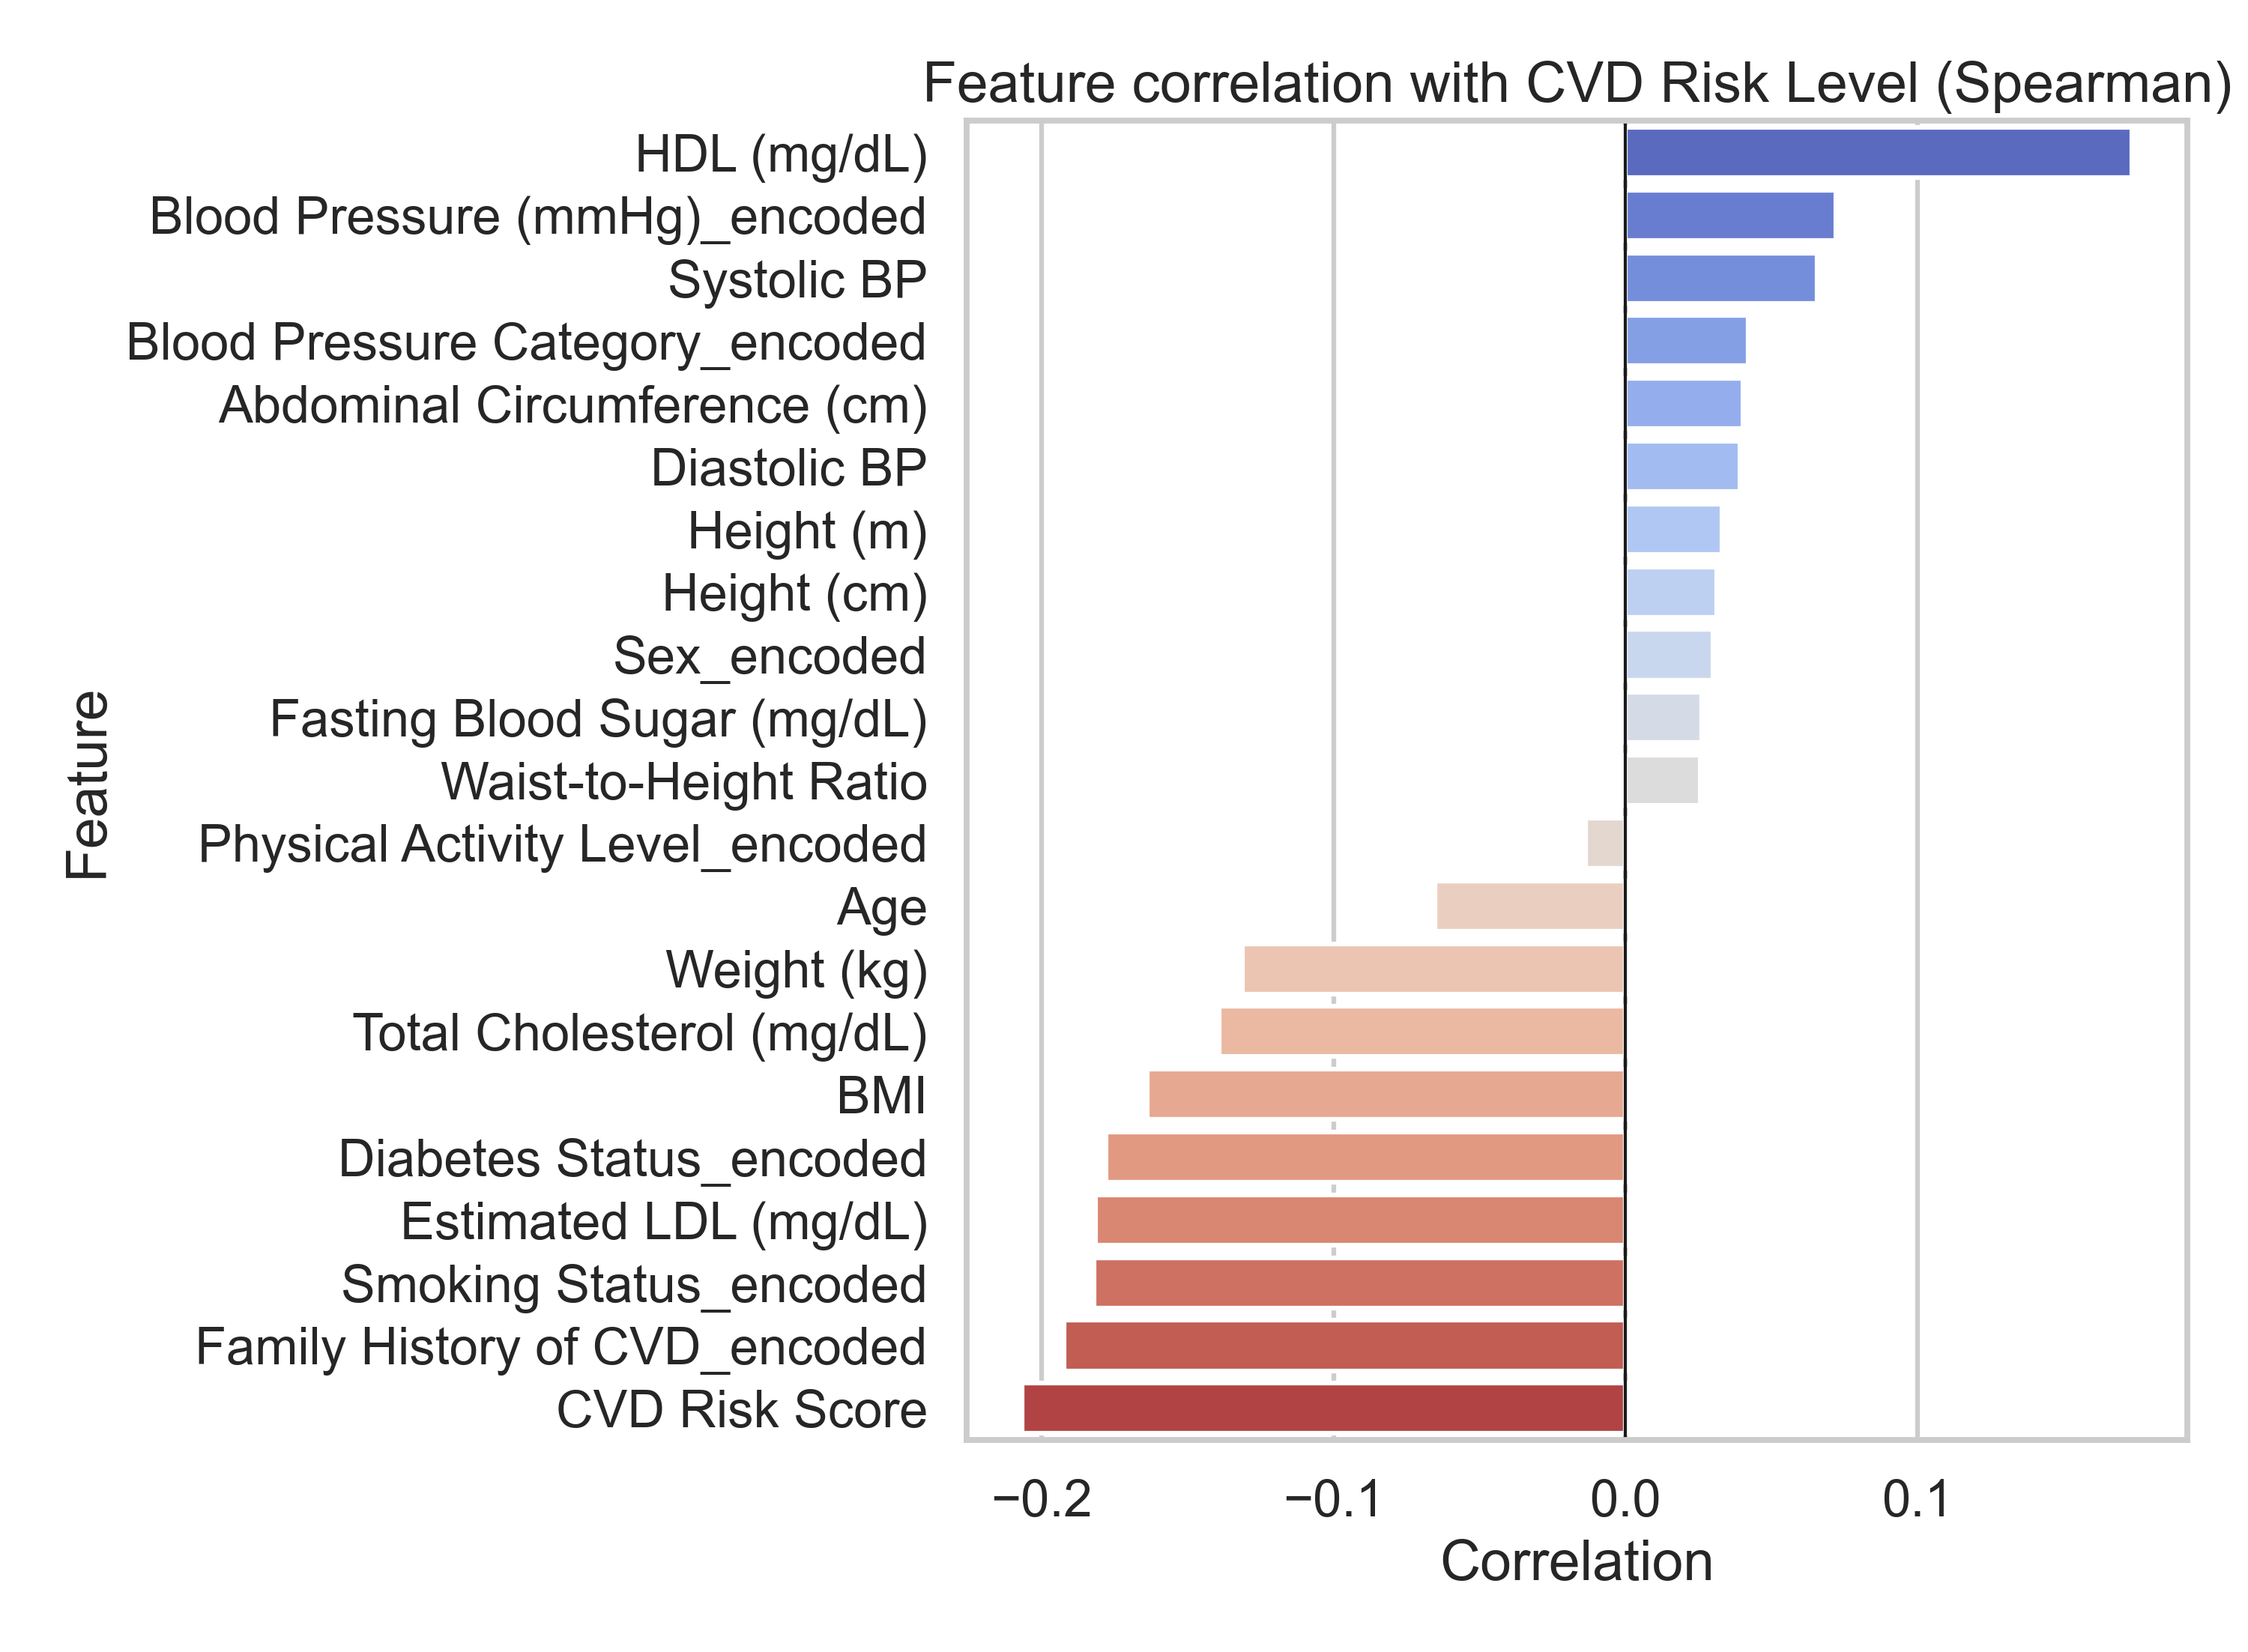 Feature correlation with CVD Risk Level (Spearman)
HDL (mg/dL)
Blood Pressure (mmHg)_encoded
Systolic BP
Blood Pressure Category_encoded
Abdominal Circumference (cm)
Diastolic BP
Height (m)
Height (cm)
Sex_encoded
Fasting Blood Sugar (mg/dL)
Waist-to-Height Ratio
Physical Activity Level_encoded
Age
Weight (kg)
Total Cholesterol (mg/dL)
BMI
Diabetes Status_encoded
Estimated LDL (mg/dL)
Smoking Status_encoded
Family History of CVD_encoded
CVD Risk Score
Feature
−0.2 −0.1 0.0 0.1
Correlation